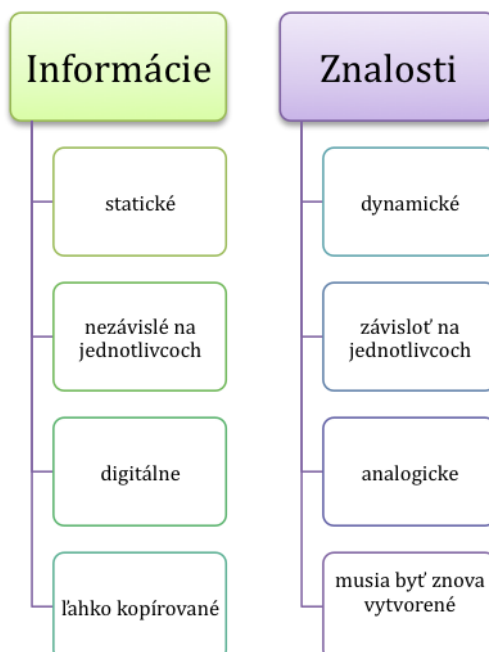 Informácie
statické
nezávislé na
jednotlivcoch
digitálne
ľahko kopírované
Znalosti
dynamické
závisloť na
jednotlivcoch
analogicke
musia byť znova
vytvorené